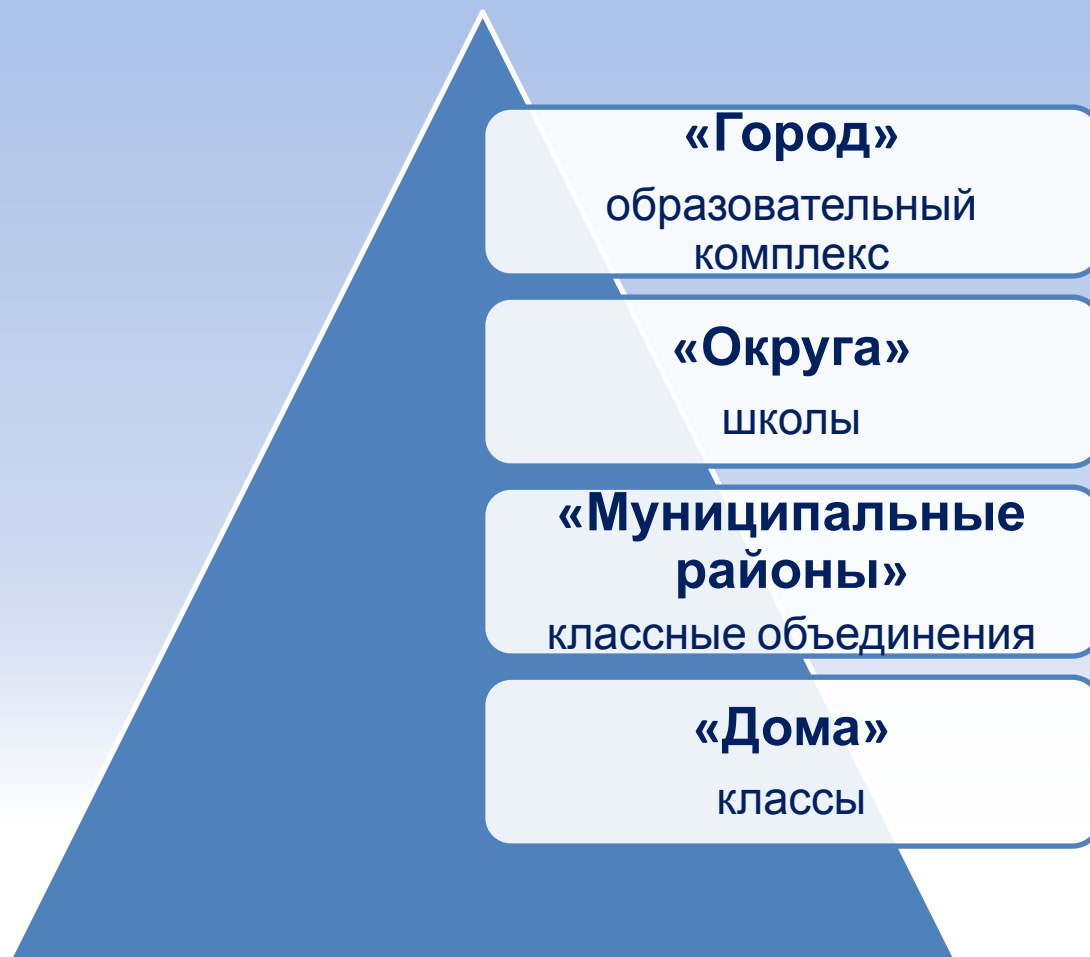 «Город»
образовательный
комплекс
«Округа»
школы
«Муниципальные
районы»
классные объединения
«Дома»
классы